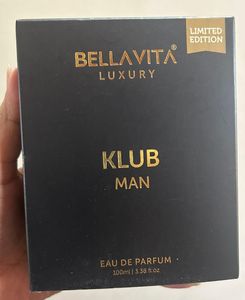 LIMITED
EDITION
BELLAVITA®
LUXURY
KLUB
MAN
EAU DE PARFUM
100ml | 3.38 fl.oz